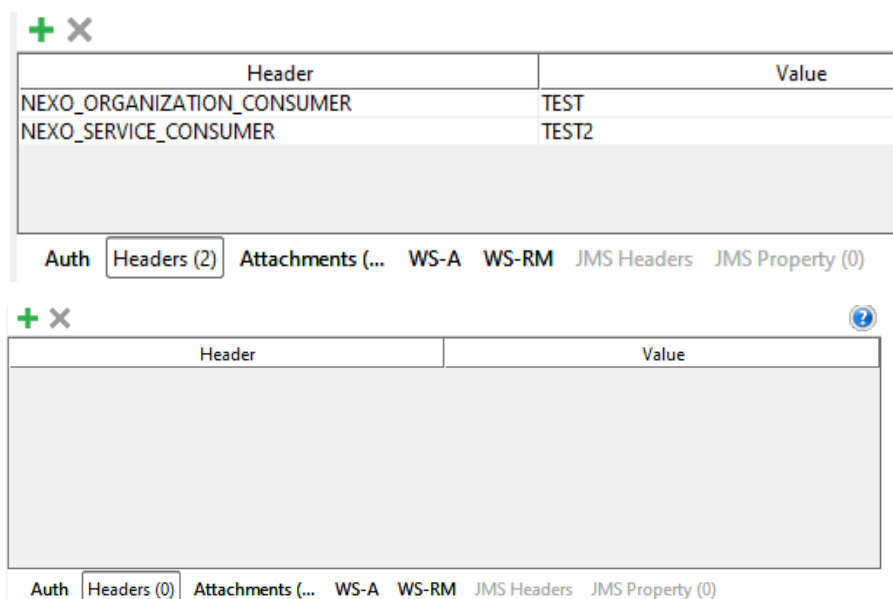 Header Value
NEXO_ORGANIZATION_CONSUMER TEST
NEXO_SERVICE_CONSUMER TEST2
Auth Headers (2) Attachments (... WS-A WS-RM JMS Headers JMS Property (0)
?
Header Value
Auth Headers (0) Attachments (... WS-A WS-RM JMS Headers JMS Property (0)